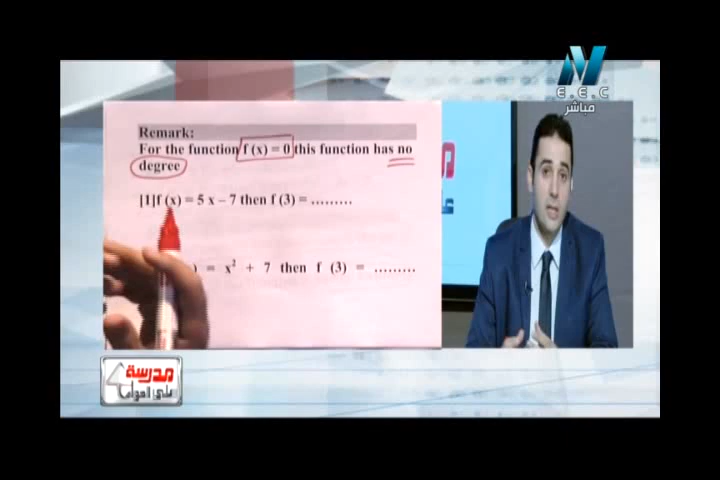 E.E.C
مباشر
Remark:
For the function f (x) = 0 this function has no
degree
[1]f (x) = 5 x – 7 then f (3) = .........
) = x² + 7 then f (3) = .........
مدرسة
على الهواء